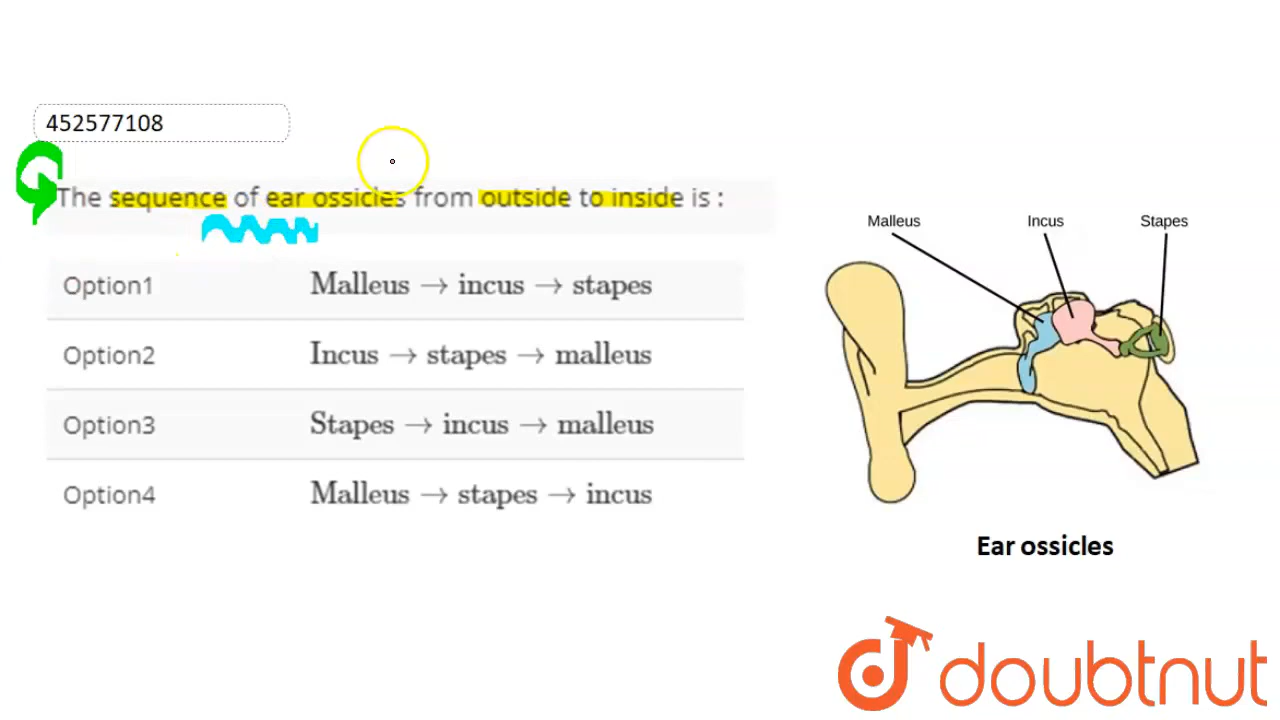 452577108
The sequence of ear ossicles from outside to inside is :
Option1 Malleus → incus → stapes
Option2 Incus → stapes → malleus
Option3 Stapes → incus → malleus
Option4 Malleus → stapes → incus
Malleus Incus Stapes
Ear ossicles
doubtnut